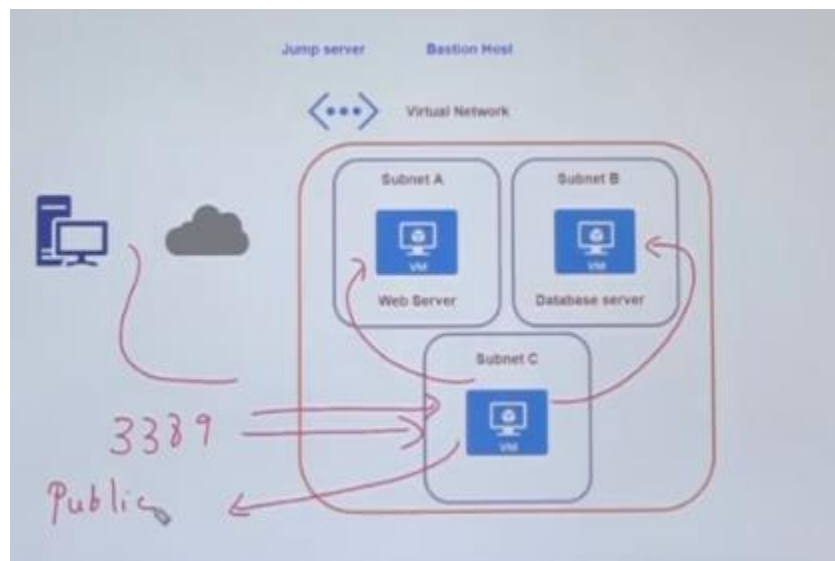 Jump server Bastion Host
Virtual Network
Subnet A Subnet B
VM VM
Web Server Database server
Subnet C
VM
3389
Public